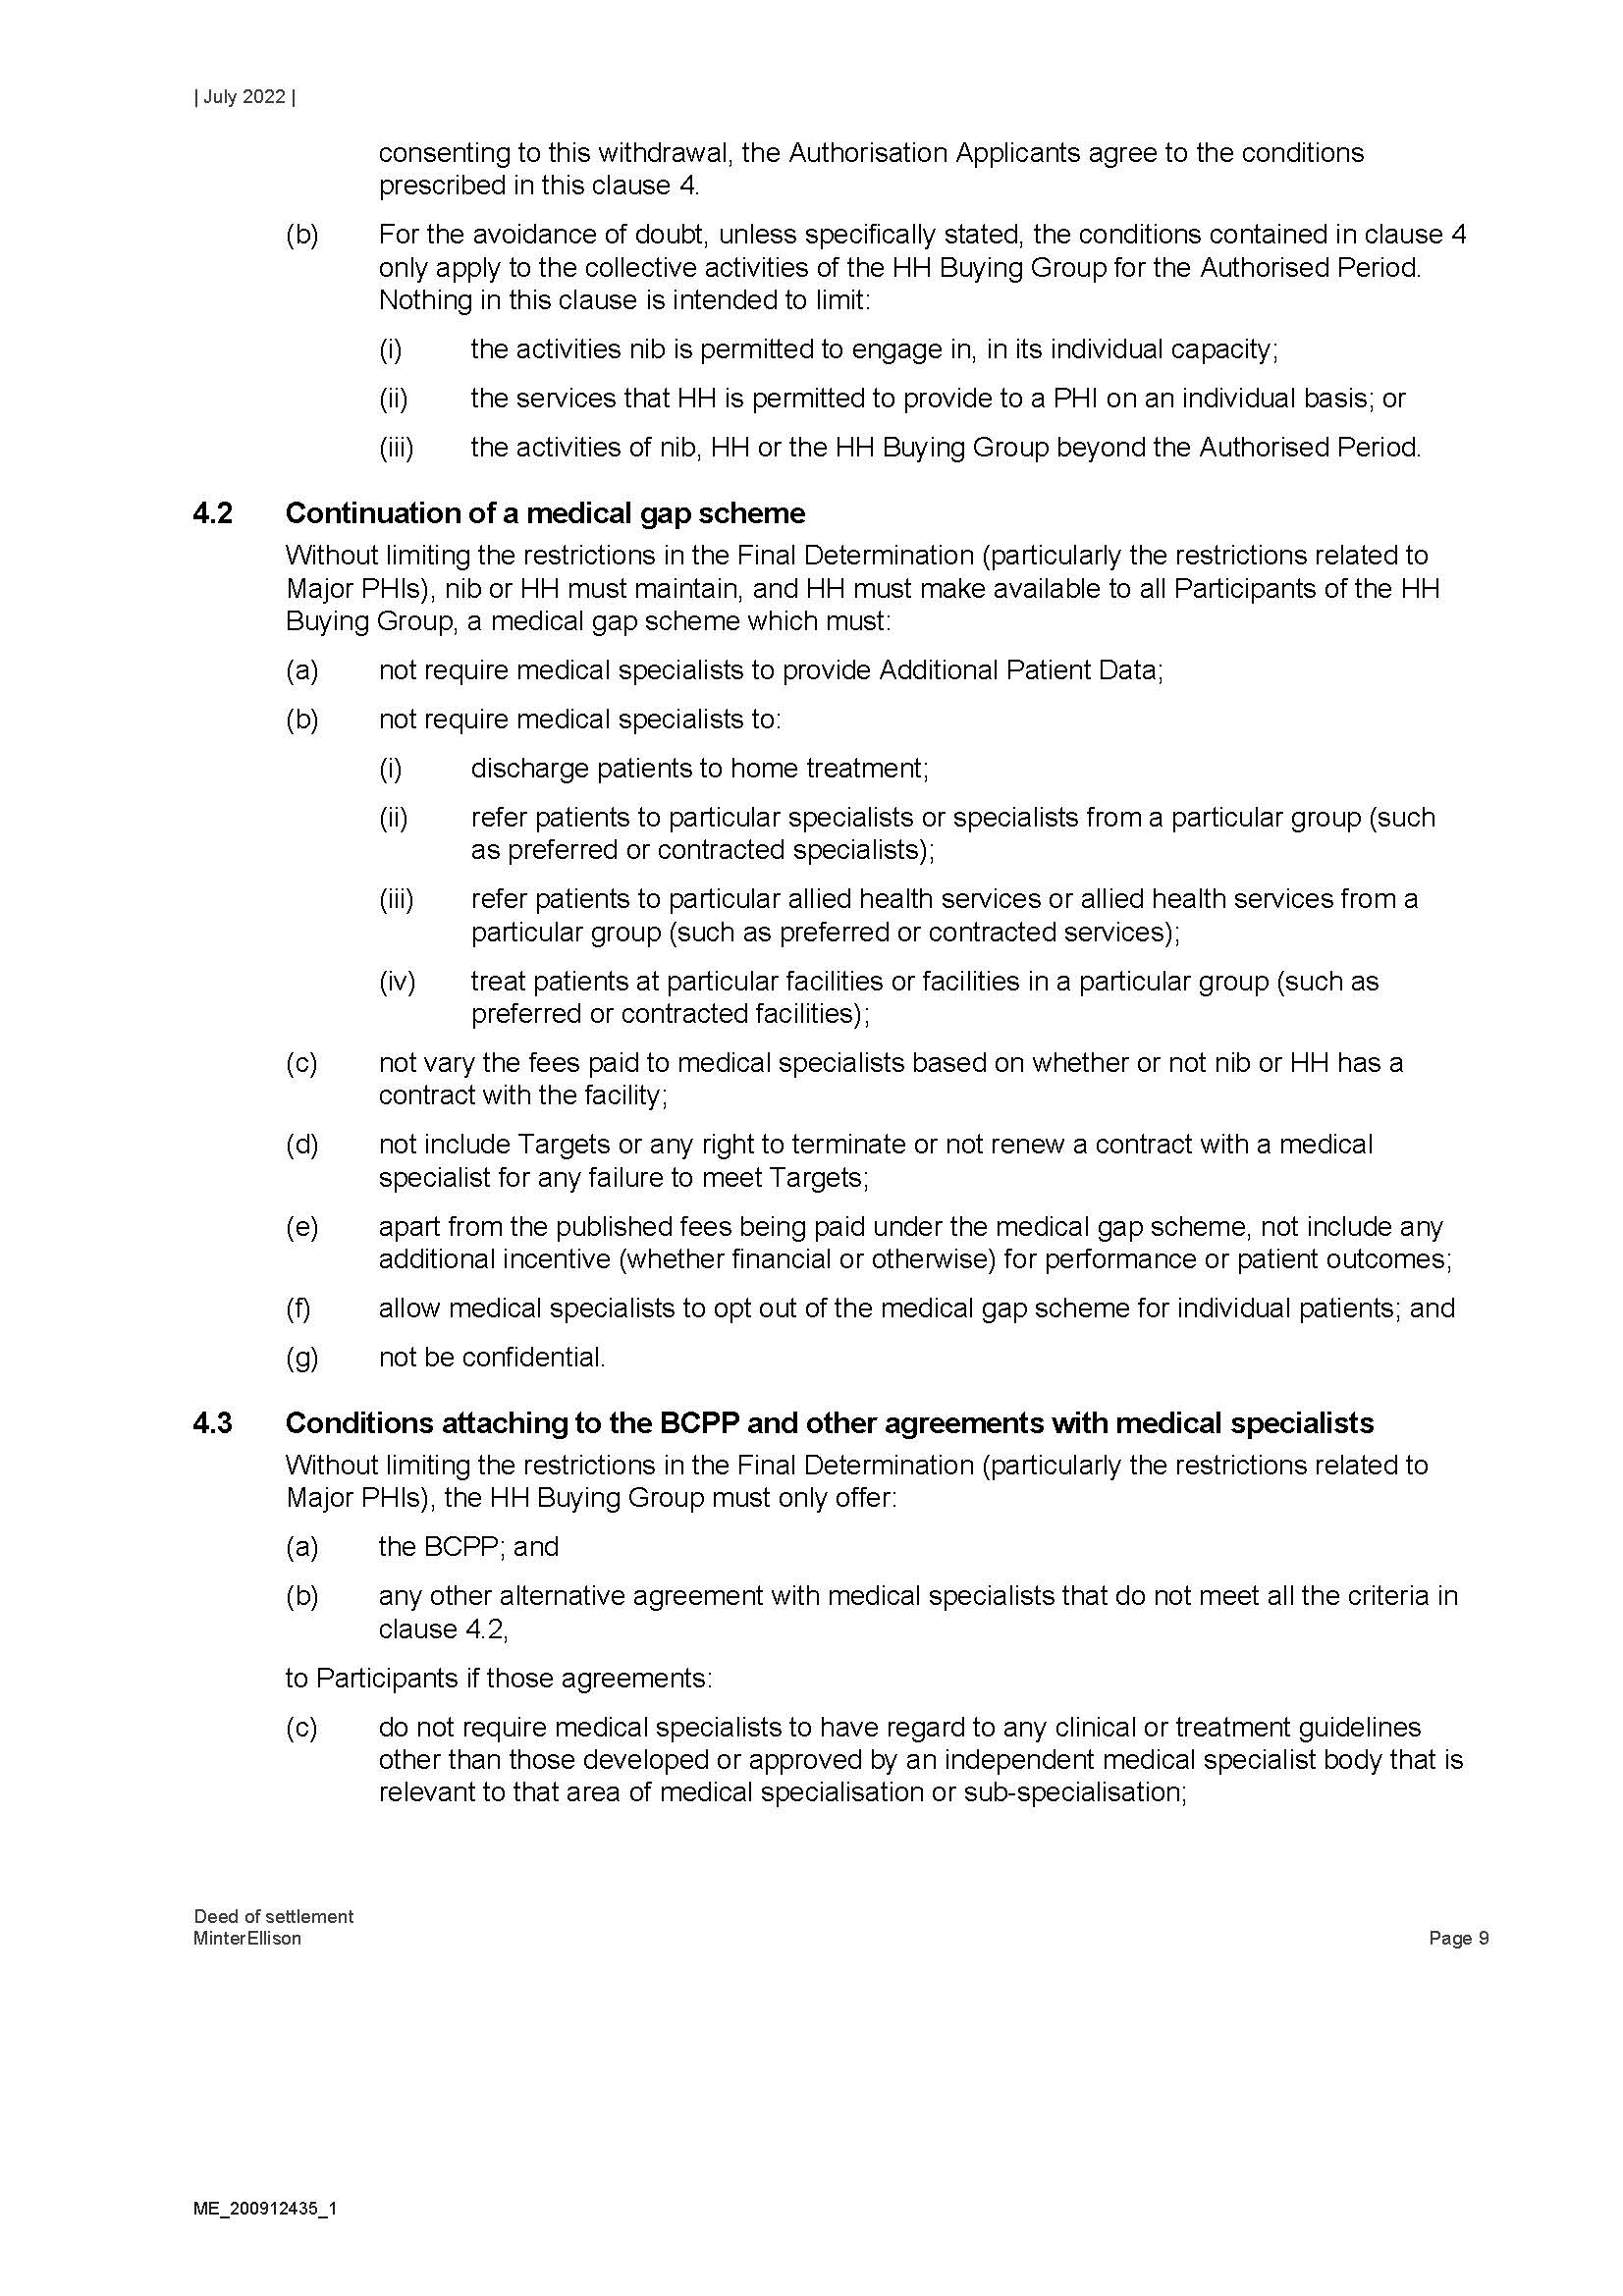 | July 2022 |
consenting to this withdrawal, the Authorisation Applicants agree to the conditions
prescribed in this clause 4.
(b) For the avoidance of doubt, unless specifically stated, the conditions contained in clause 4
only apply to the collective activities of the HH Buying Group for the Authorised Period.
Nothing in this clause is intended to limit:
(i) the activities nib is permitted to engage in, in its individual capacity;
(ii) the services that HH is permitted to provide to a PHI on an individual basis; or
(iii) the activities of nib, HH or the HH Buying Group beyond the Authorised Period.
4.2 Continuation of a medical gap scheme
Without limiting the restrictions in the Final Determination (particularly the restrictions related to
Major PHIs), nib or HH must maintain, and HH must make available to all Participants of the HH
Buying Group, a medical gap scheme which must:
(a) not require medical specialists to provide Additional Patient Data;
(b) not require medical specialists to:
(i) discharge patients to home treatment;
(ii) refer patients to particular specialists or specialists from a particular group (such
as preferred or contracted specialists);
(iii) refer patients to particular allied health services or allied health services from a
particular group (such as preferred or contracted services);
(iv) treat patients at particular facilities or facilities in a particular group (such as
preferred or contracted facilities);
(c) not vary the fees paid to medical specialists based on whether or not nib or HH has a
contract with the facility;
(d) not include Targets or any right to terminate or not renew a contract with a medical
specialist for any failure to meet Targets;
(e) apart from the published fees being paid under the medical gap scheme, not include any
additional incentive (whether financial or otherwise) for performance or patient outcomes;
(f) allow medical specialists to opt out of the medical gap scheme for individual patients; and
(g) not be confidential.
4.3 Conditions attaching to the BCPP and other agreements with medical specialists
Without limiting the restrictions in the Final Determination (particularly the restrictions related to
Major PHIs), the HH Buying Group must only offer:
(a) the BCPP; and
(b) any other alternative agreement with medical specialists that do not meet all the criteria in
clause 4.2,
to Participants if those agreements:
(c) do not require medical specialists to have regard to any clinical or treatment guidelines
other than those developed or approved by an independent medical specialist body that is
relevant to that area of medical specialisation or sub-specialisation;
Deed of settlement
MinterEllison Page 9
ME_200912435_1